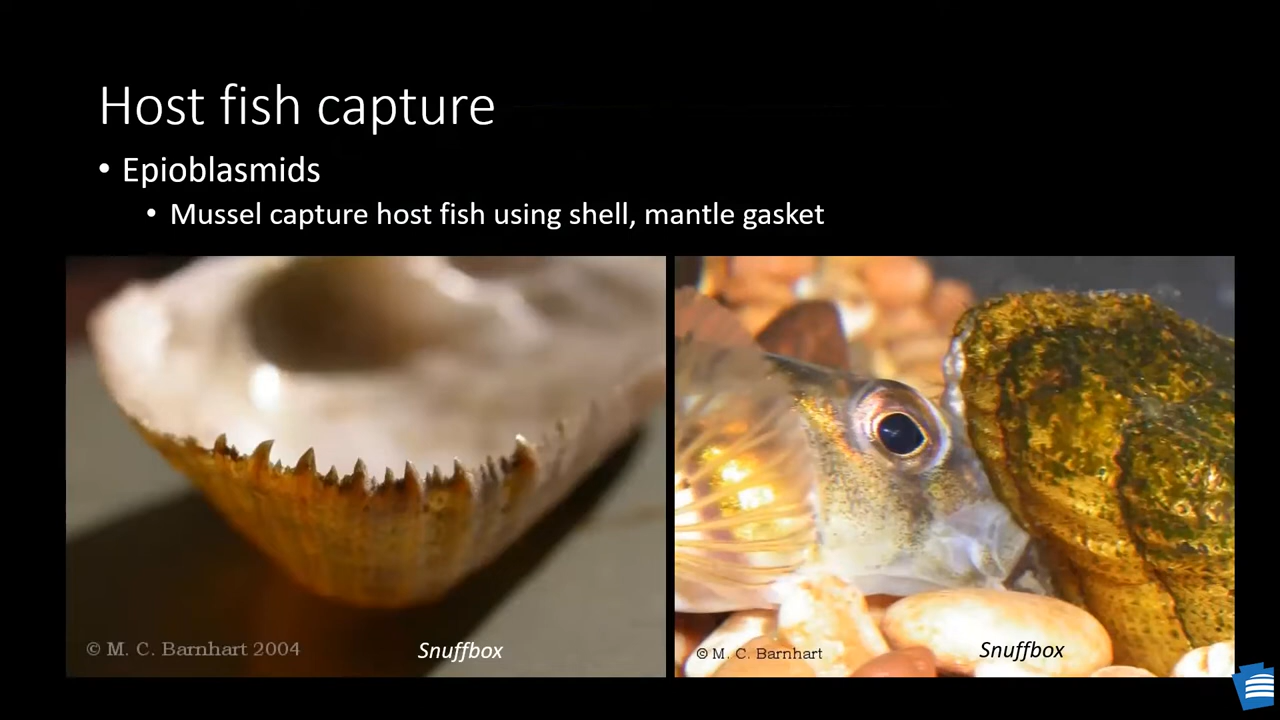 Host fish capture
• Epioblasmids
• Mussel capture host fish using shell, mantle gasket
© M. C. Barnhart 2004
Snuffbox
© M. C. Barnhart
Snuffbox